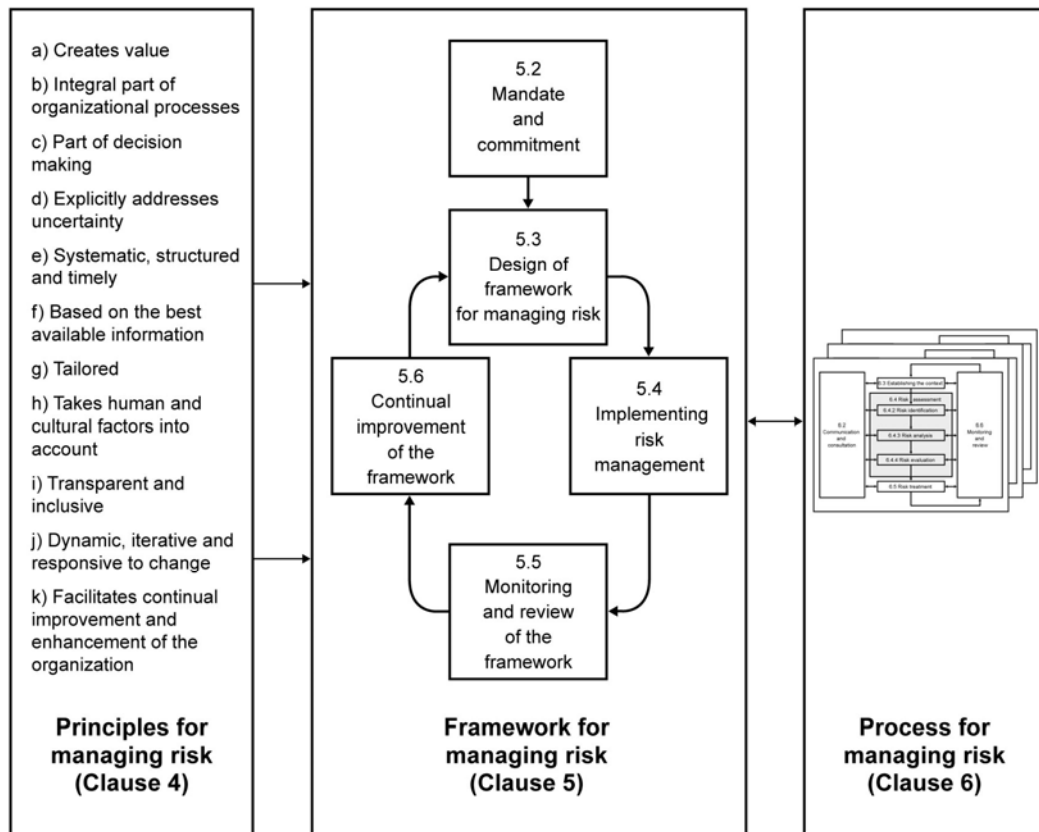 a) Creates value
b) Integral part of
organizational processes
c) Part of decision
making
d) Explicitly addresses
uncertainty
e) Systematic, structured
and timely
f) Based on the best
available information
g) Tailored
h) Takes human and
cultural factors into
account
i) Transparent and
inclusive
j) Dynamic, iterative and
responsive to change
k) Facilitates continual
improvement and
enhancement of the
organization
Principles for
managing risk
(Clause 4)
5.2
Mandate
and
commitment
5.3
Design of
framework
for managing risk
5.4
Implementing
risk
management
5.5
Monitoring
and review
of the
framework
5.6
Continual
improvement
of the
framework
Framework for
managing risk
(Clause 5)
6.3 Establishing the context
6.4 Risk assessment
6.4.2 Risk identification
6.4.3 Risk analysis
6.4.4 Risk evaluation
6.5 Risk treatment
6.2
Communication
and
consultation
6.6
Monitoring
and
review
Process for
managing risk
(Clause 6)